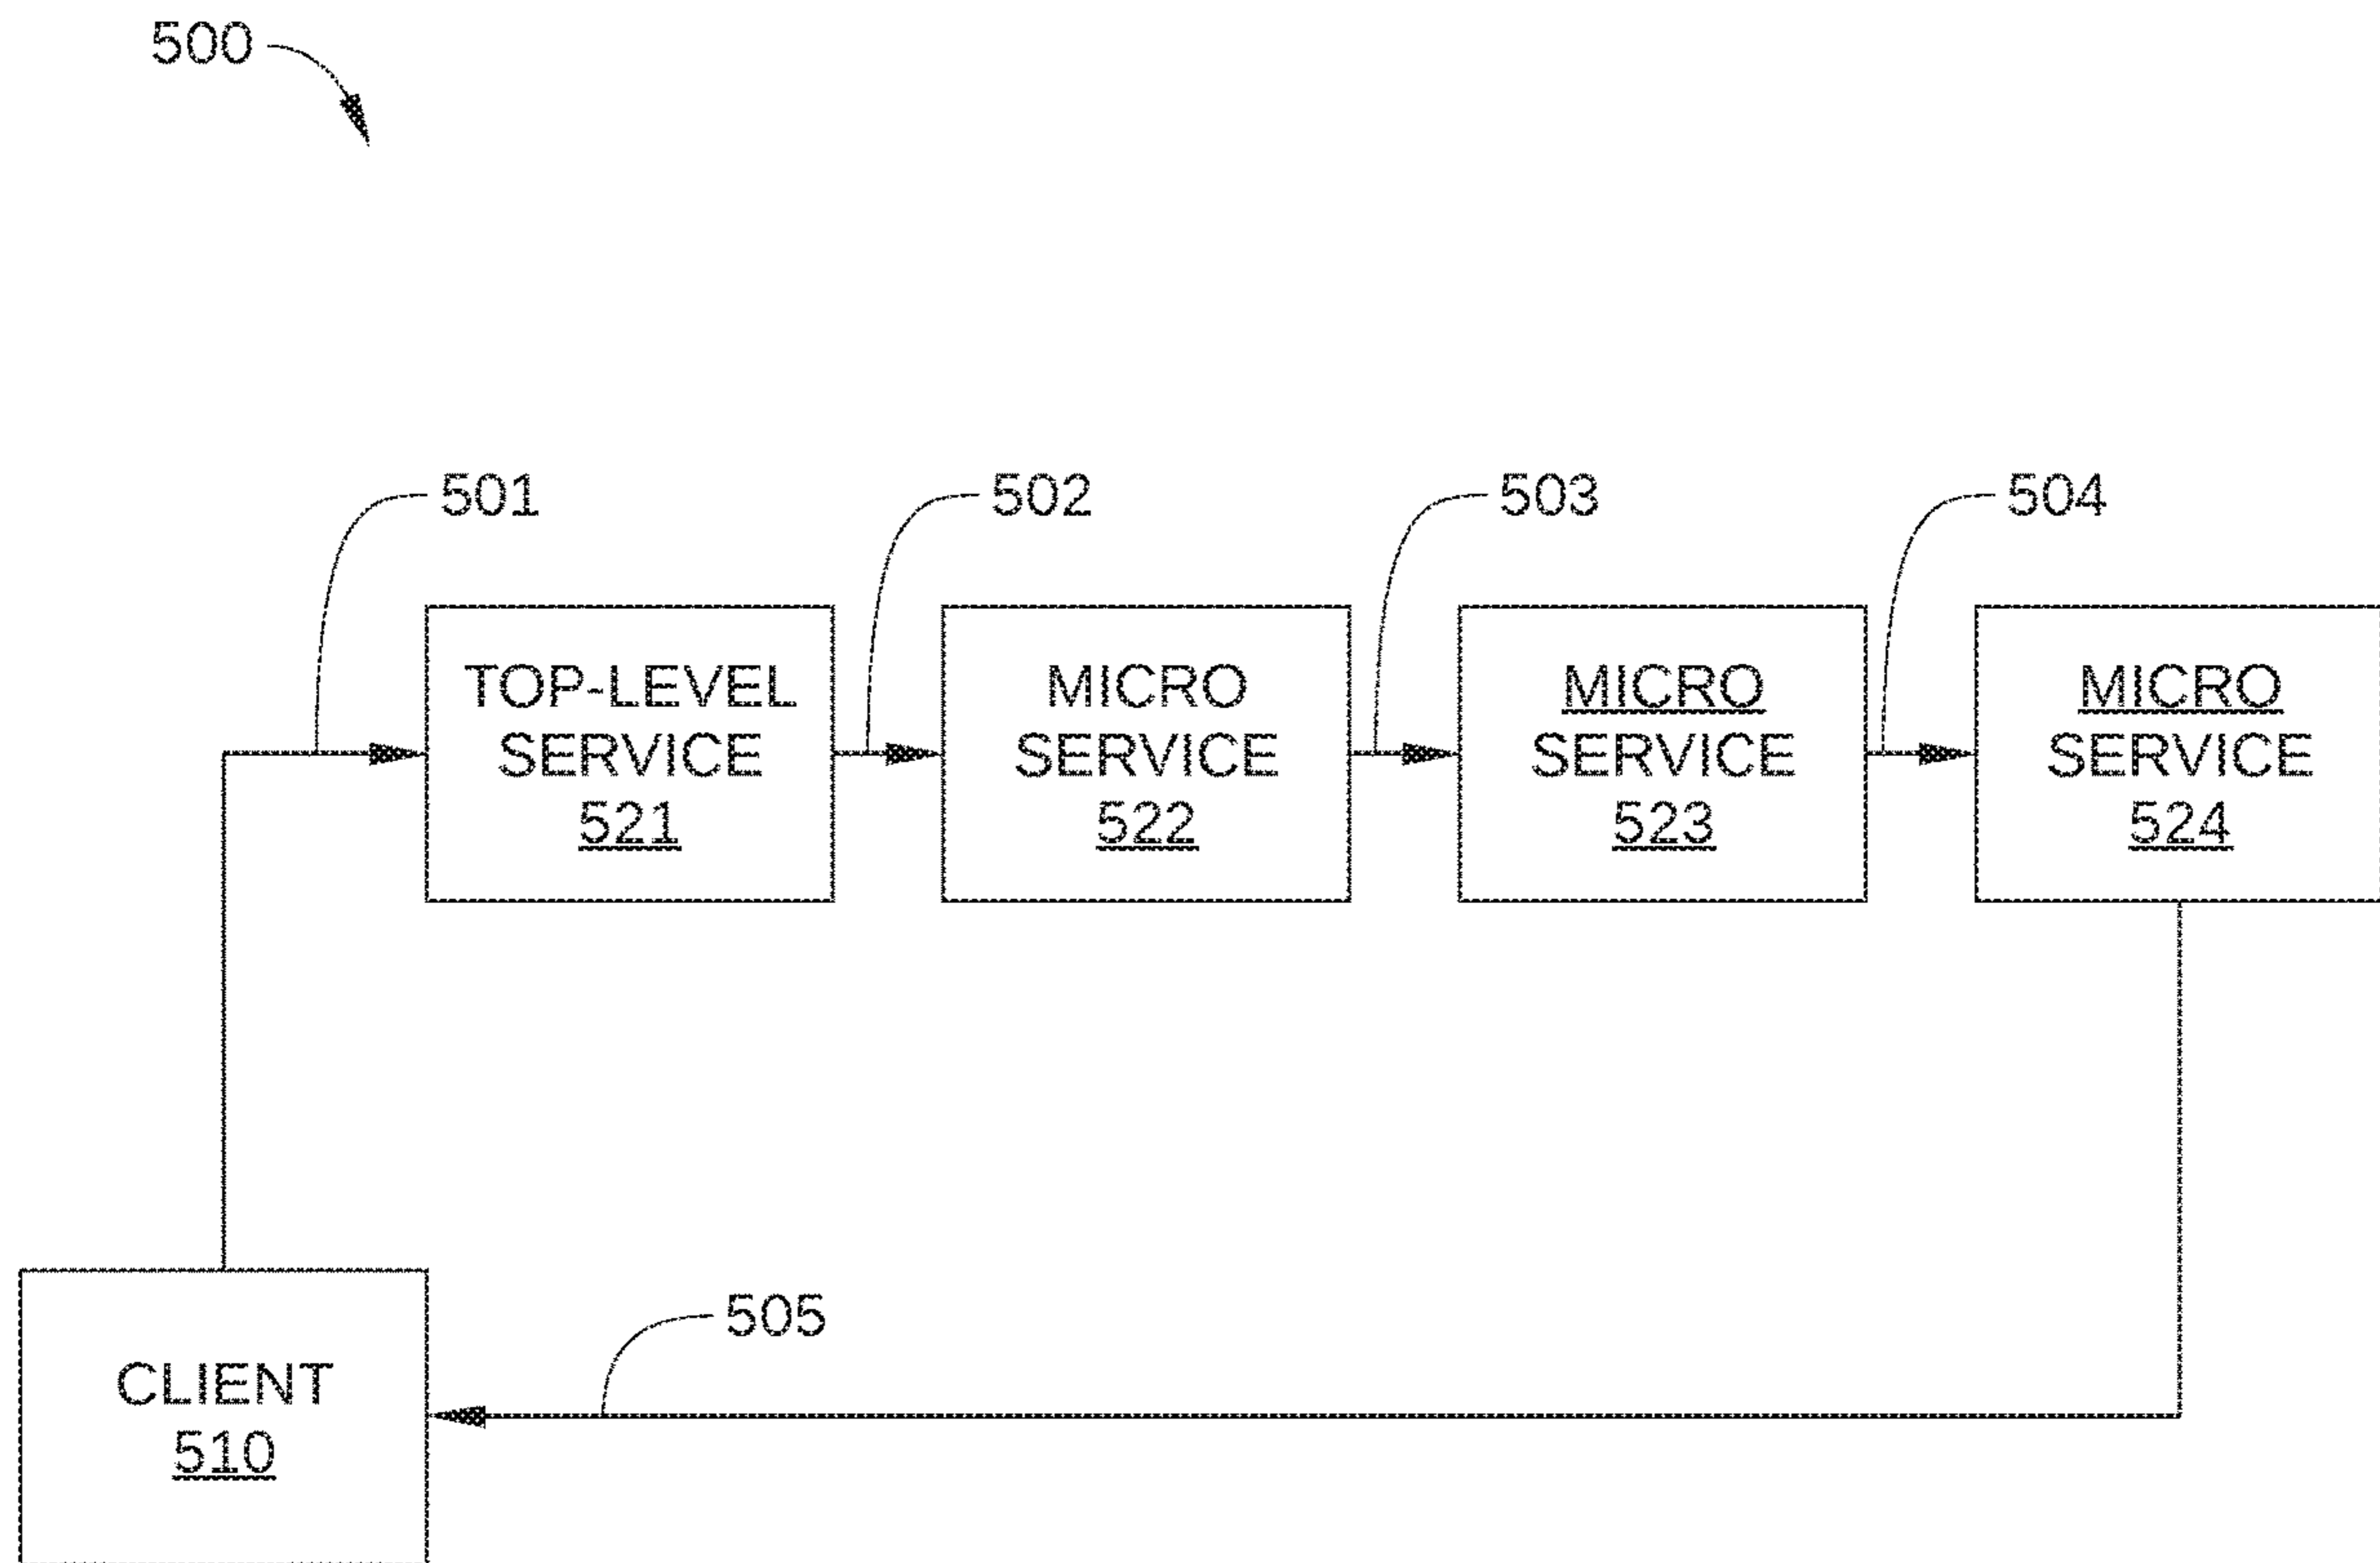 500
501
502
503
504
TOP-LEVEL
SERVICE
521
MICRO
SERVICE
522
MICRO
SERVICE
523
MICRO
SERVICE
524
505
CLIENT
510